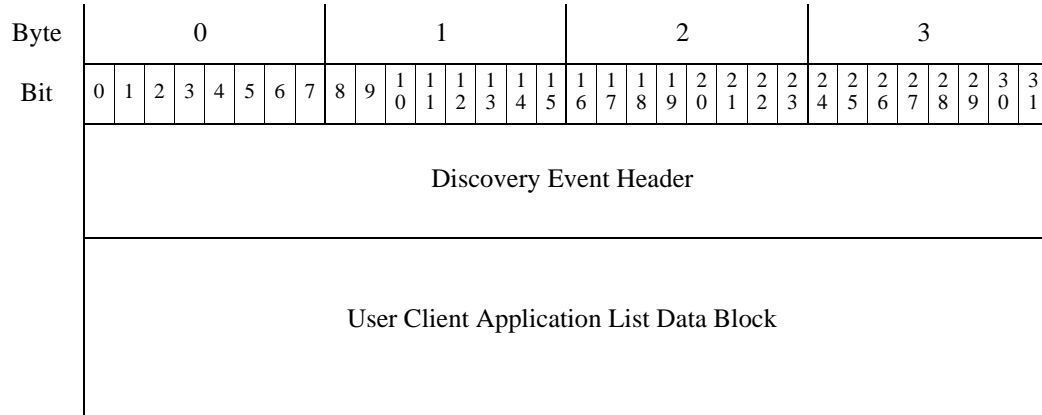 Byte 0 1 2 3
Bit 0 1 2 3 4 5 6 7 8 9 10 11 12 13 14 15 16 17 18 19 20 21 22 23 24 25 26 27 28 29 30 31
Discovery Event Header
User Client Application List Data Block